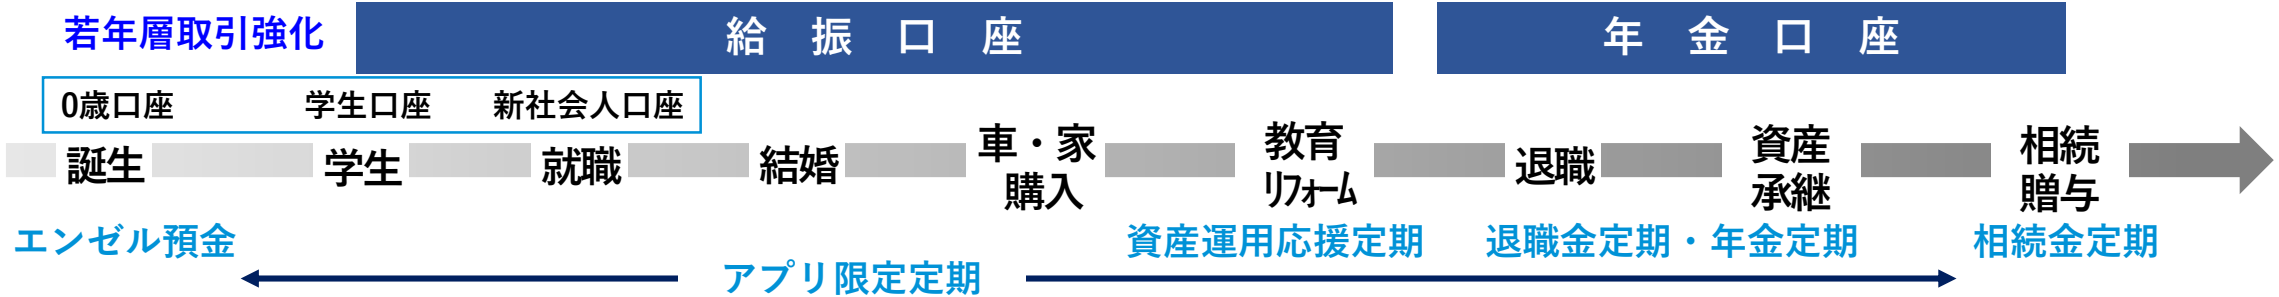 若年層取引強化
給振口座
年金口座
0歳口座 学生口座 新社会人口座
誕生
学生
就職
結婚
車・家
購入
教育
ﾘﾌｫｰﾑ
退職
資産
承継
相続
贈与
エンゼル預金
資産運用応援定期
退職金定期・年金定期
相続金定期
アプリ限定定期